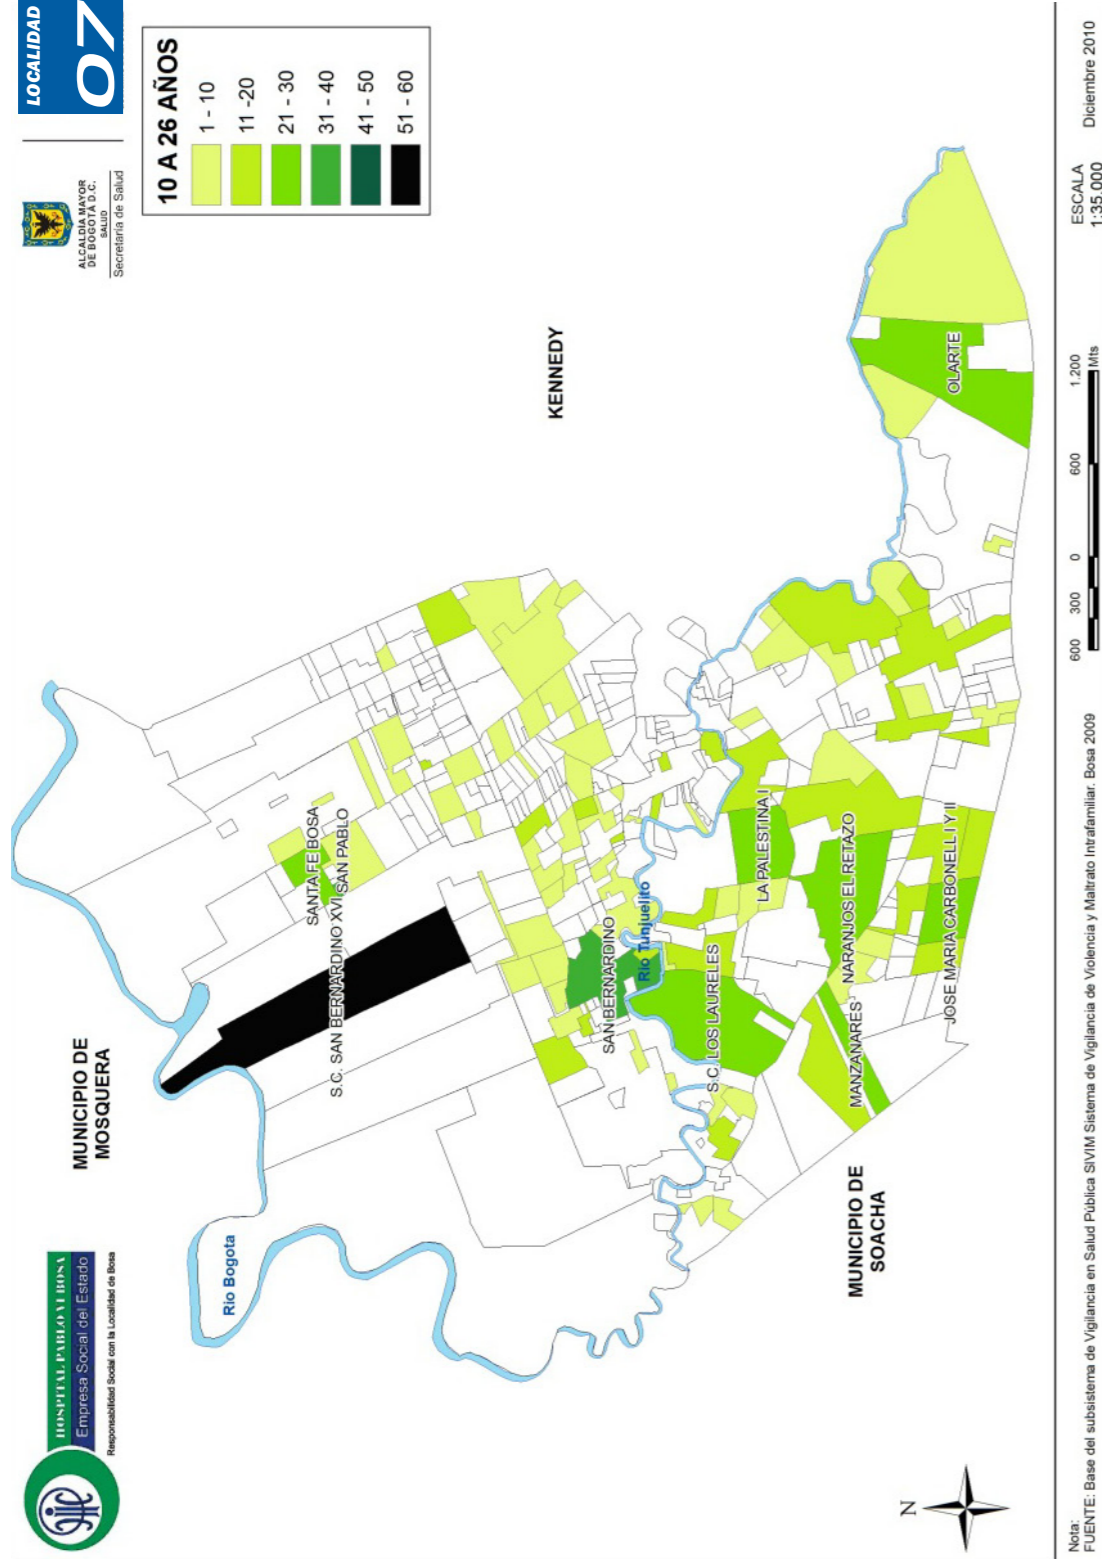 HOSPITAL PABLO VI BOSA
Empresa Social del Estado
Responsabilidad Social con la Localidad de Bosa
ALCALDIA MAYOR
DE BOGOTÁ D.C.
SALUD
Secretaría de Salud
LOCALIDAD
07
10 A 26 AÑOS
1 - 10
11 -20
21 - 30
31 - 40
41 - 50
51 - 60
MUNICIPIO DE
MOSQUERA
Rio Bogota
SANTA FE BOSA
SAN PABLO
S.C. SAN BERNARDINO XVI
KENNEDY
SAN BERNARDINO
Rio Tunjuelito
S.C. LOS LAURELES
LA PALESTINA I
NARANJOS EL RETAZO
MANZANARES
JOSE MARIA CARBONELL I Y II
OLARTE
MUNICIPIO DE
SOACHA
N
Nota:
FUENTE: Base del subsistema de Vigilancia en Salud Pública SIVIM Sistema de Vigilancia de Violencia y Maltrato Intrafamiliar. Bosa 2009
600 300 0 600 1.200
Mts
ESCALA
1:35.000
Diciembre 2010